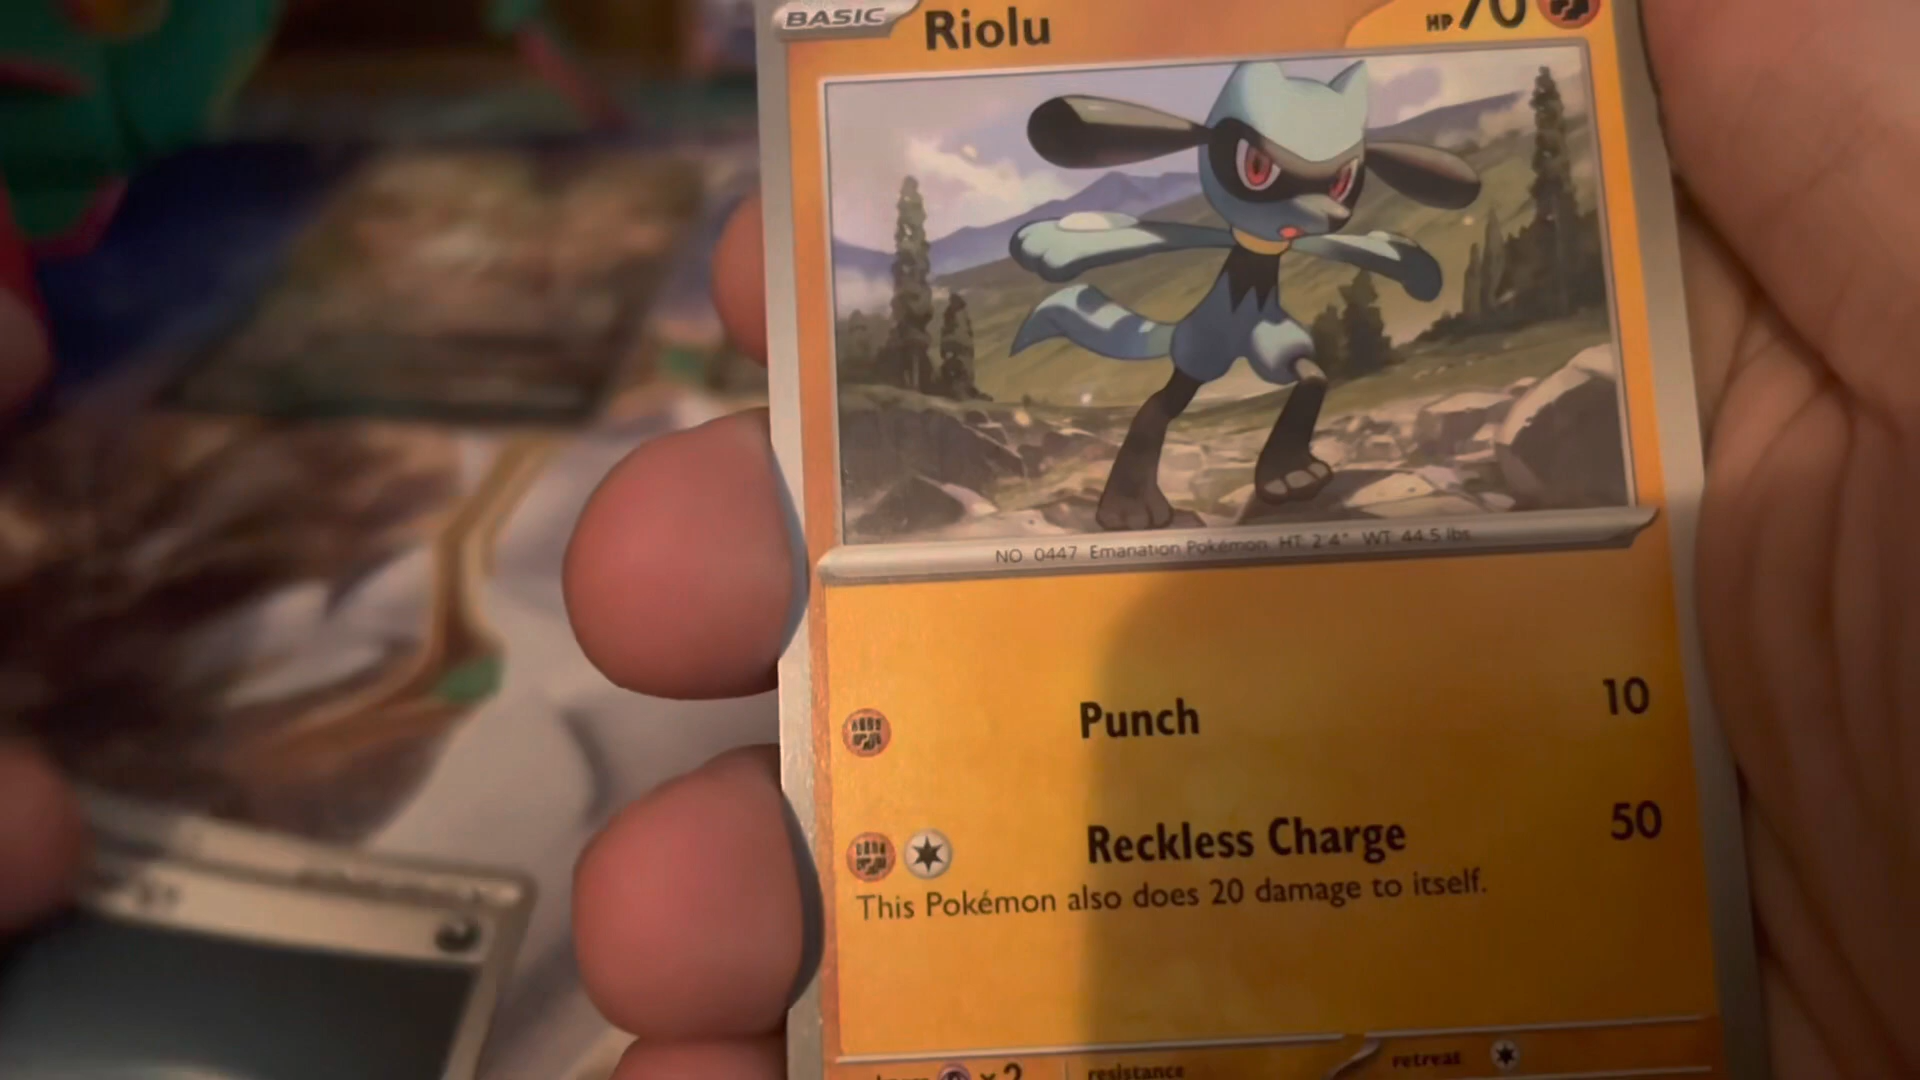 BASIC Riolu HP 70
NO 0447 Emanation Pokémon HT 2'4" WT 44.5 lbs
Punch 10
Reckless Charge 50
This Pokémon also does 20 damage to itself.
×2 resistance retreat